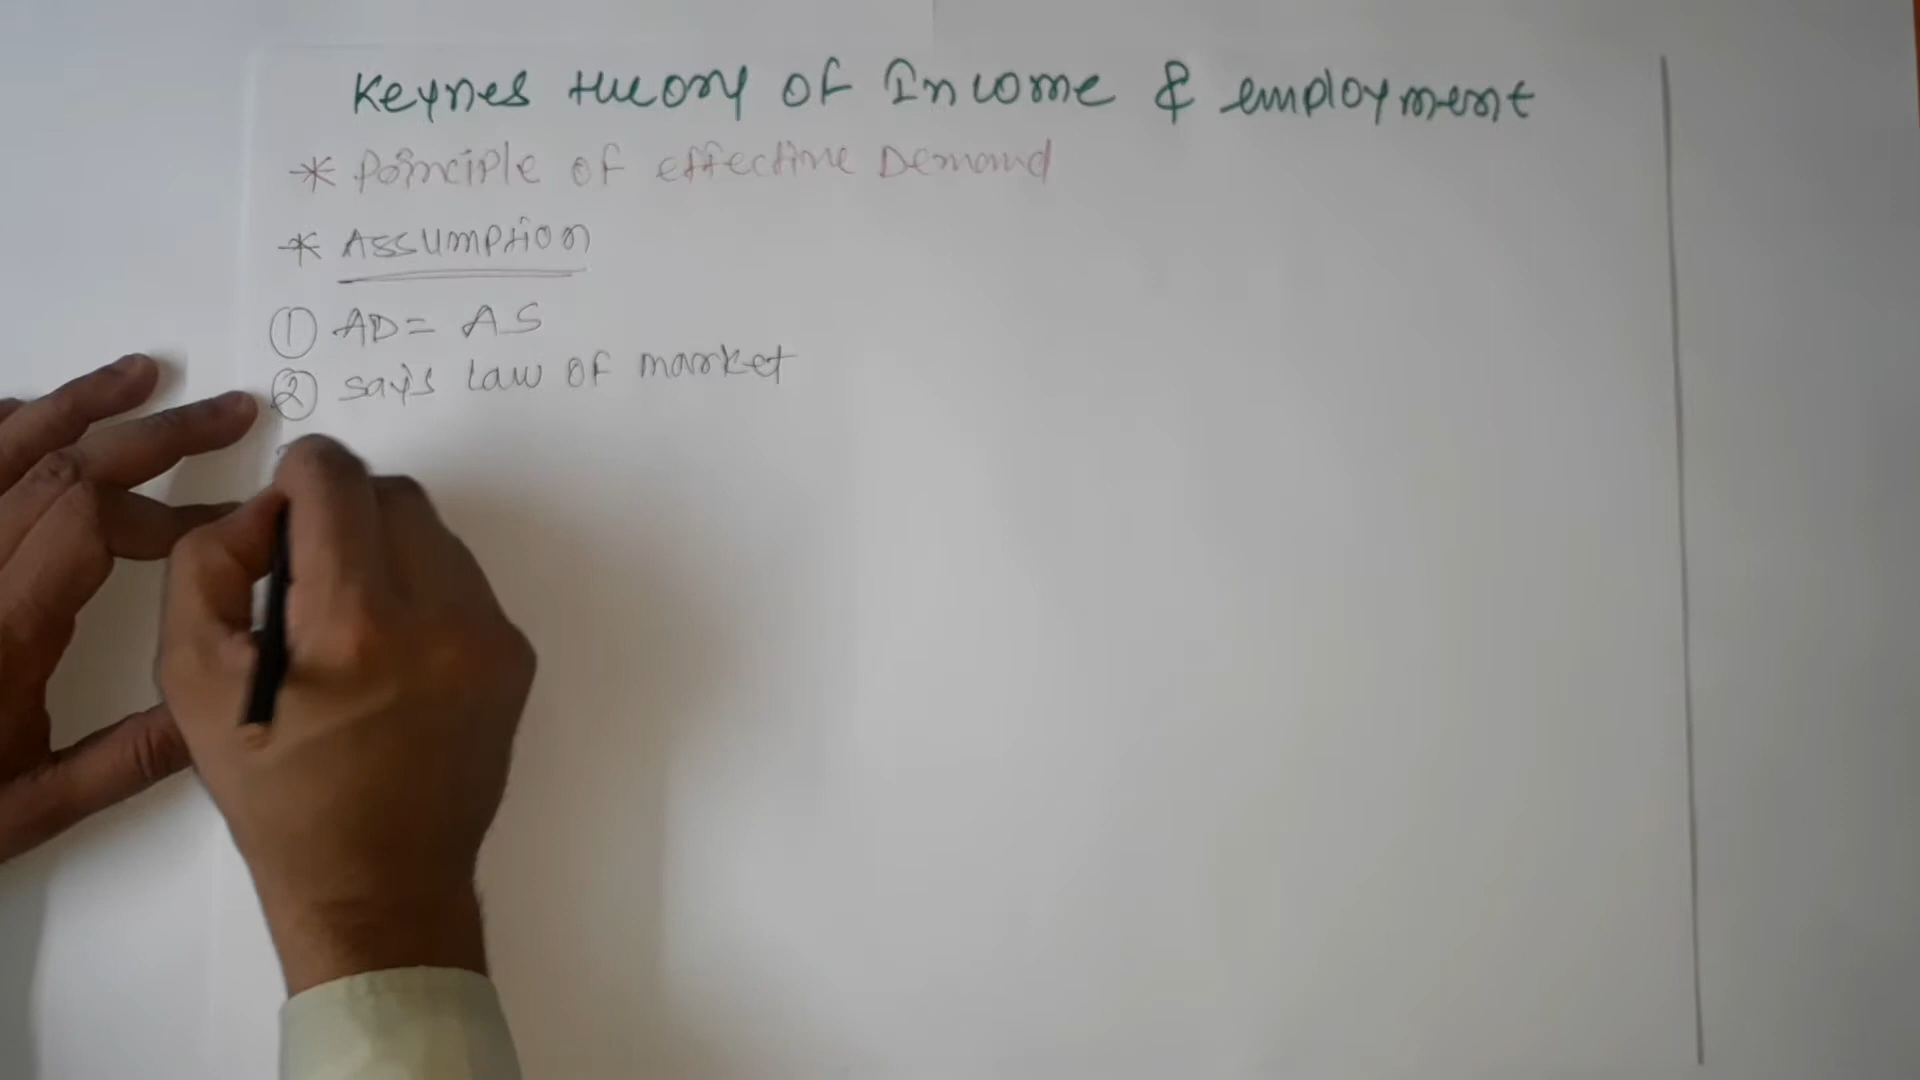 Keynes theory of Income & employment
* Principle of effective Demand
* Assumption
① AD = AS
② say's Law of market